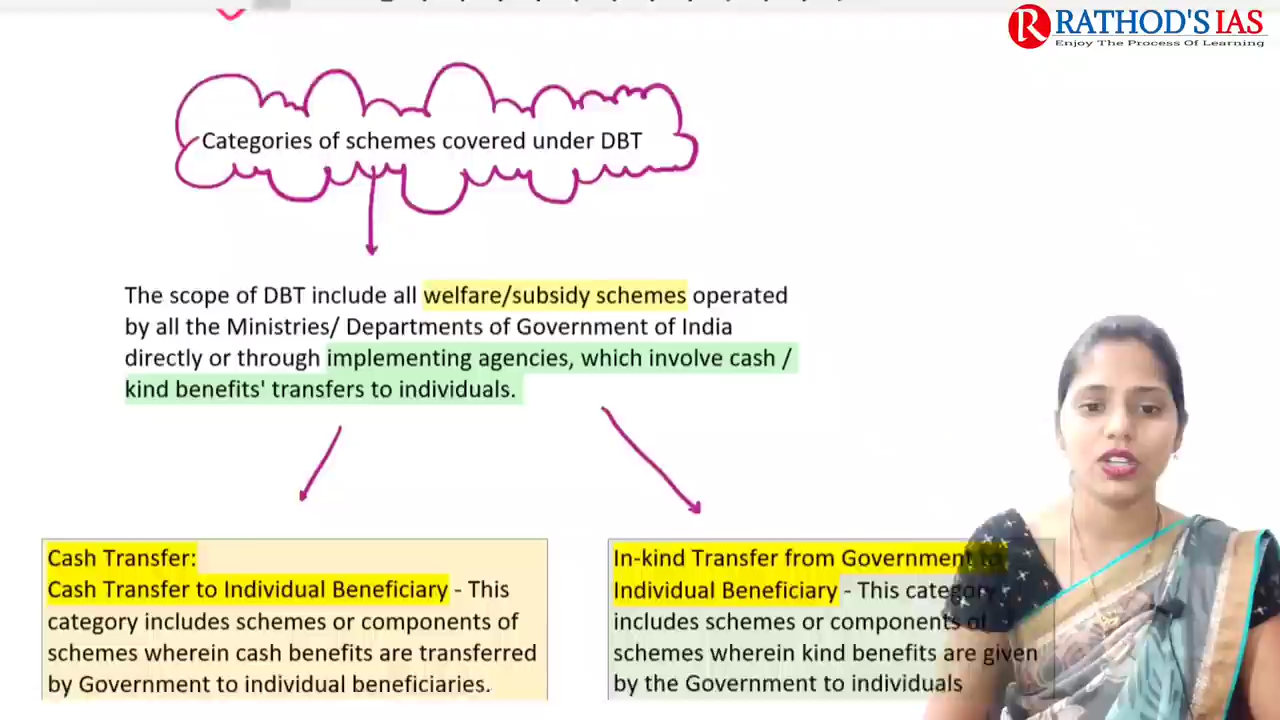 RATHOD'S IAS
Enjoy The Process Of Learning
Categories of schemes covered under DBT
The scope of DBT include all welfare/subsidy schemes operated
by all the Ministries/ Departments of Government of India
directly or through implementing agencies, which involve cash /
kind benefits' transfers to individuals.
Cash Transfer:
Cash Transfer to Individual Beneficiary - This
category includes schemes or components of
schemes wherein cash benefits are transferred
by Government to individual beneficiaries.
In-kind Transfer from Government to
Individual Beneficiary - This category
includes schemes or components of
schemes wherein kind benefits are given
by the Government to individuals